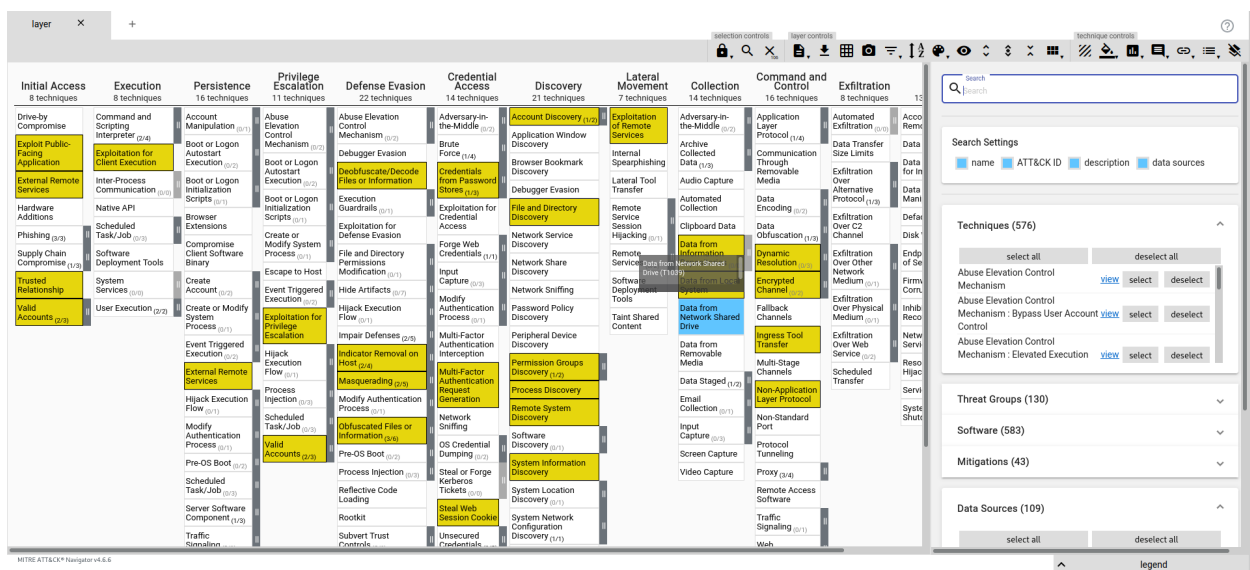 layer ✕ +
selection controls layer controls technique controls
Initial Access
8 techniques
Drive-by
Compromise
Exploit Public-
Facing
Application
External Remote
Services
Hardware
Additions
Phishing (3/3)
Supply Chain
Compromise (1/3)
Trusted
Relationship
Valid
Accounts (2/3)
Execution
8 techniques
Command and
Scripting
Interpreter (2/4)
Exploitation for
Client Execution
Inter-Process
Communication (0/0)
Native API
Scheduled
Task/Job (0/3)
Software
Deployment Tools
System
Services (0/0)
User Execution (2/2)
Persistence
16 techniques
Account
Manipulation (0/1)
Boot or Logon
Autostart
Execution (0/2)
Boot or Logon
Initialization
Scripts (0/1)
Browser
Extensions
Compromise
Client Software
Binary
Create
Account (0/2)
Create or Modify
System
Process (0/1)
Event Triggered
Execution (0/2)
External Remote
Services
Hijack Execution
Flow (0/1)
Modify
Authentication
Process (0/1)
Pre-OS Boot (0/2)
Scheduled
Task/Job (0/3)
Server Software
Component (1/3)
Traffic
Signaling
Privilege
Escalation
11 techniques
Abuse
Elevation
Control
Mechanism (0/2)
Boot or Logon
Autostart
Execution (0/2)
Boot or Logon
Initialization
Scripts (0/1)
Create or
Modify System
Process (0/1)
Escape to Host
Event Triggered
Execution (0/2)
Exploitation for
Privilege
Escalation
Hijack
Execution
Flow (0/1)
Process
Injection (0/3)
Scheduled
Task/Job (0/3)
Valid
Accounts (2/3)
Defense Evasion
22 techniques
Abuse Elevation
Control
Mechanism (0/2)
Debugger Evasion
Deobfuscate/Decode
Files or Information
Execution
Guardrails (0/1)
Exploitation for
Defense Evasion
File and Directory
Permissions
Modification (0/1)
Hide Artifacts (0/7)
Hijack Execution
Flow (0/1)
Impair Defenses (2/5)
Indicator Removal on
Host (2/4)
Masquerading (2/5)
Modify Authentication
Process (0/1)
Obfuscated Files or
Information (3/6)
Pre-OS Boot (0/2)
Process Injection (0/3)
Reflective Code
Loading
Rootkit
Subvert Trust
Controls
Credential
Access
14 techniques
Adversary-in-
the-Middle (0/2)
Brute
Force (1/4)
Credentials
from Password
Stores (1/3)
Exploitation for
Credential
Access
Forge Web
Credentials (1/1)
Input
Capture (0/3)
Modify
Authentication
Process (0/1)
Multi-Factor
Authentication
Interception
Multi-Factor
Authentication
Request
Generation
Network
Sniffing
OS Credential
Dumping (0/2)
Steal or Forge
Kerberos
Tickets (0/0)
Steal Web
Session Cookie
Unsecured
Credentials
Discovery
21 techniques
Account Discovery (1/2)
Application Window
Discovery
Browser Bookmark
Discovery
Debugger Evasion
File and Directory
Discovery
Network Service
Discovery
Network Share
Discovery
Network Sniffing
Password Policy
Discovery
Peripheral Device
Discovery
Permission Groups
Discovery (1/2)
Process Discovery
Remote System
Discovery
Software
Discovery (0/1)
System Information
Discovery
System Location
Discovery (0/1)
System Network
Configuration
Discovery (1/1)
Lateral
Movement
7 techniques
Exploitation
of Remote
Services
Internal
Spearphishing
Lateral Tool
Transfer
Remote
Service
Session
Hijacking (0/1)
Remote
Services
Software
Deployment
Tools
Taint Shared
Content
Data from Network Shared
Drive (T1039)
Collection
14 techniques
Adversary-in-
the-Middle (0/2)
Archive
Collected
Data (1/3)
Audio Capture
Automated
Collection
Clipboard Data
Data from
Information
Data from Local
System
Data from
Network Shared
Drive
Data from
Removable
Media
Data Staged (1/2)
Email
Collection (0/1)
Input
Capture (0/3)
Screen Capture
Video Capture
Command and
Control
16 techniques
Application
Layer
Protocol (1/4)
Communication
Through
Removable
Media
Data
Encoding (0/2)
Data
Obfuscation (1/3)
Dynamic
Resolution (0/3)
Encrypted
Channel (0/2)
Fallback
Channels
Ingress Tool
Transfer
Multi-Stage
Channels
Non-Application
Layer Protocol
Non-Standard
Port
Protocol
Tunneling
Proxy (3/4)
Remote Access
Software
Traffic
Signaling (0/1)
Web
Exfiltration
8 techniques
Automated
Exfiltration (0/0)
Data Transfer
Size Limits
Exfiltration
Over
Alternative
Protocol (1/3)
Exfiltration
Over C2
Channel
Exfiltration
Over Other
Network
Medium (0/1)
Exfiltration
Over Physical
Medium (0/1)
Exfiltration
Over Web
Service (0/2)
Scheduled
Transfer
13
Search
Search
Search Settings
name ATT&CK ID description data sources
Techniques (576)
select all deselect all
Abuse Elevation Control
Mechanism view select deselect
Abuse Elevation Control
Mechanism : Bypass User Account view select deselect
Control
Abuse Elevation Control
Mechanism : Elevated Execution view select deselect
Threat Groups (130)
Software (583)
Mitigations (43)
Data Sources (109)
select all deselect all
MITRE ATT&CK® Navigator v4.6.6
legend